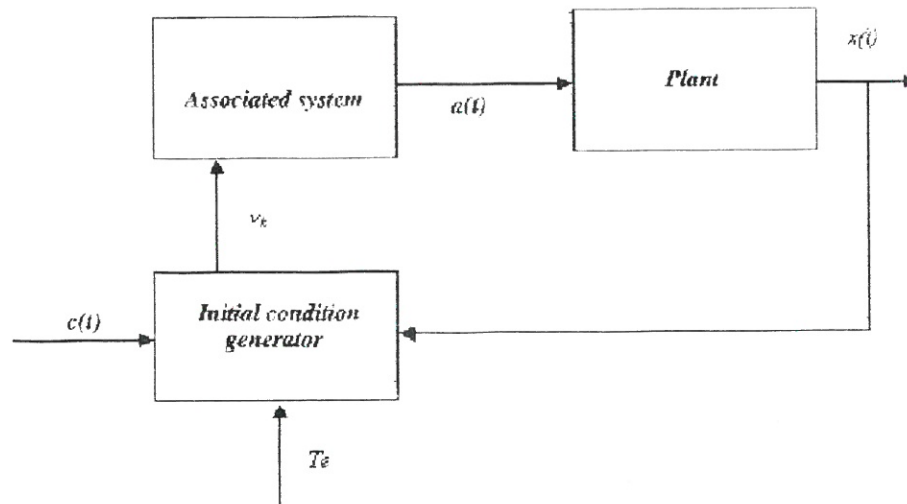 x(t)
Plant
Associated system
a(t)
v_k
Initial condition
generator
c(t)
Te